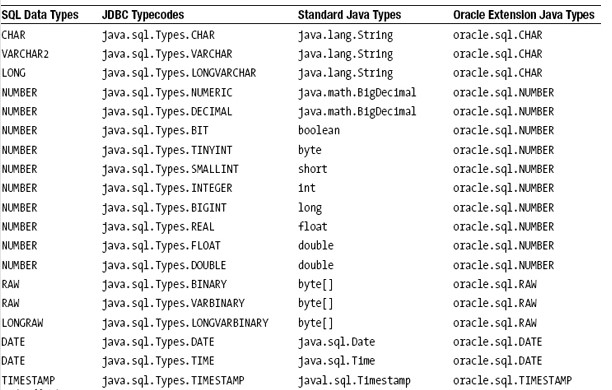 SQL Data Types JDBC Typecodes Standard Java Types Oracle Extension Java Types
CHAR java.sql.Types.CHAR java.lang.String oracle.sql.CHAR
VARCHAR2 java.sql.Types.VARCHAR java.lang.String oracle.sql.CHAR
LONG java.sql.Types.LONGVARCHAR java.lang.String oracle.sql.CHAR
NUMBER java.sql.Types.NUMERIC java.math.BigDecimal oracle.sql.NUMBER
NUMBER java.sql.Types.DECIMAL java.math.BigDecimal oracle.sql.NUMBER
NUMBER java.sql.Types.BIT boolean oracle.sql.NUMBER
NUMBER java.sql.Types.TINYINT byte oracle.sql.NUMBER
NUMBER java.sql.Types.SMALLINT short oracle.sql.NUMBER
NUMBER java.sql.Types.INTEGER int oracle.sql.NUMBER
NUMBER java.sql.Types.BIGINT long oracle.sql.NUMBER
NUMBER java.sql.Types.REAL float oracle.sql.NUMBER
NUMBER java.sql.Types.FLOAT double oracle.sql.NUMBER
NUMBER java.sql.Types.DOUBLE double oracle.sql.NUMBER
RAW java.sql.Types.BINARY byte[] oracle.sql.RAW
RAW java.sql.Types.VARBINARY byte[] oracle.sql.RAW
LONGRAW java.sql.Types.LONGVARBINARY byte[] oracle.sql.RAW
DATE java.sql.Types.DATE java.sql.Date oracle.sql.DATE
DATE java.sql.Types.TIME java.sql.Time oracle.sql.DATE
TIMESTAMP java.sql.Types.TIMESTAMP javal.sql.Timestamp oracle.sql.TIMESTAMP